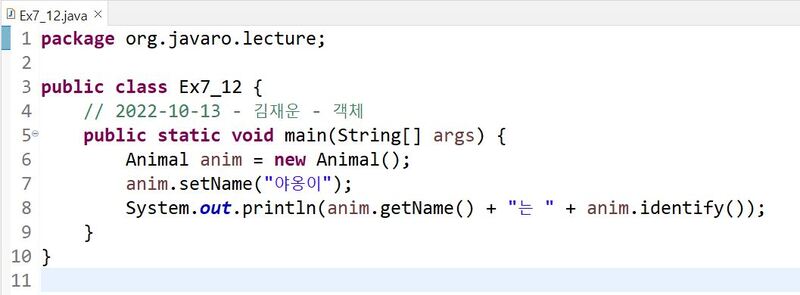 Ex7_12.java
1 package org.javaro.lecture;
2
3 public class Ex7_12 {
4     // 2022-10-13 - 김재운 - 객체
5     public static void main(String[] args) {
6         Animal anim = new Animal();
7         anim.setName("야옹이");
8         System.out.println(anim.getName() + "는 " + anim.identify());
9     }
10 }
11